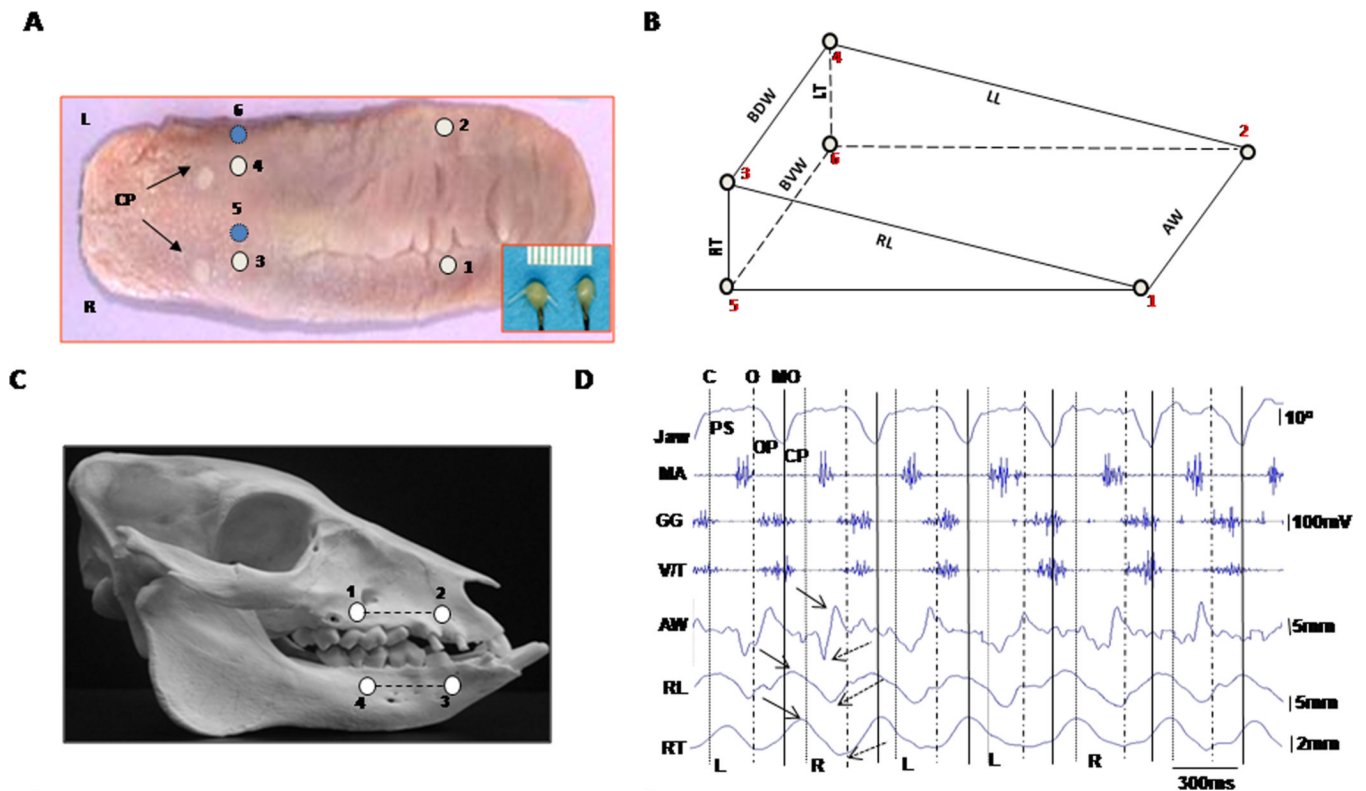 A
L
6
2
4
CP
5
3
1
R
B
4
BDW
LT
LL
2
6
BVW
3
AW
RT
RL
5
1
C
1
2
4
3
D
C O MO
Jaw PS OP CP 10°
MA
GG 100mV
V/T
AW 5mm
RL 5mm
RT 2mm
L R L L R
300ms